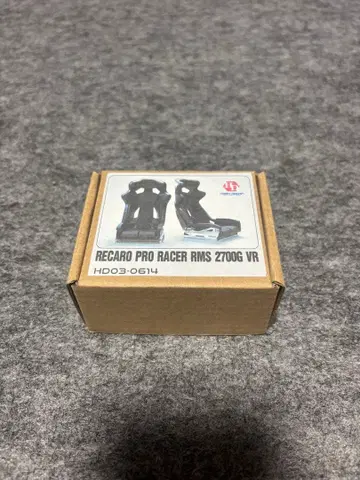 RECARO PRO RACER RMS 2700G VR
HD03-0614